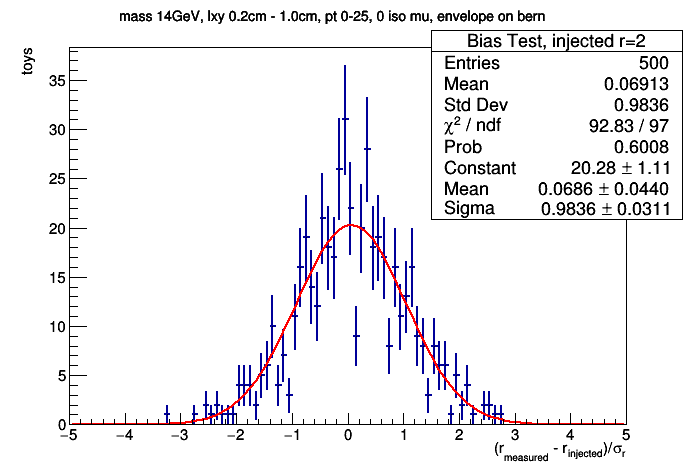 mass 14GeV, lxy 0.2cm - 1.0cm, pt 0-25, 0 iso mu, envelope on bern
Bias Test, injected r=2
Entries 500
Mean 0.06913
Std Dev 0.9836
χ² / ndf 92.83 / 97
Prob 0.6008
Constant 20.28 ± 1.11
Mean 0.0686 ± 0.0440
Sigma 0.9836 ± 0.0311
toys
35
30
25
20
15
10
5
0
−5 −4 −3 −2 −1 0 1 2 3 4 5
(r_measured - r_injected)/σ_r